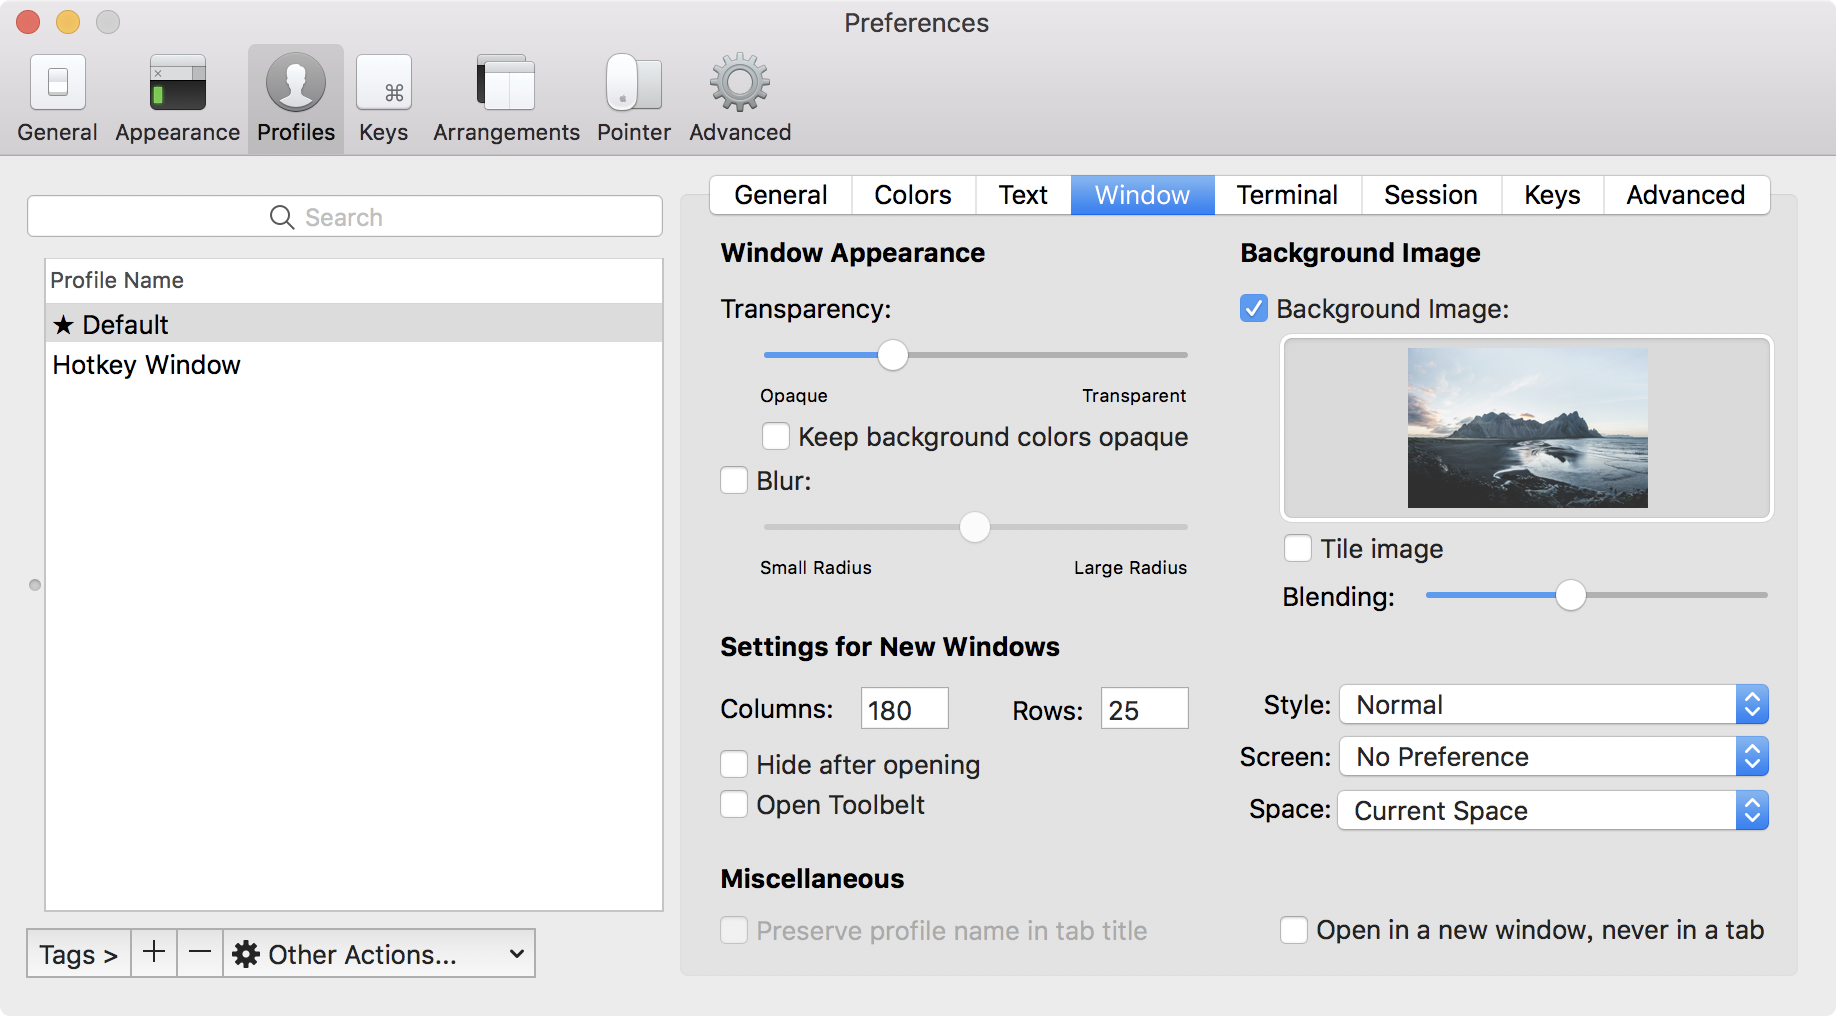 Preferences
General Appearance Profiles Keys Arrangements Pointer Advanced
Search
Profile Name
★ Default
Hotkey Window
Tags > + — Other Actions...
General Colors Text Window Terminal Session Keys Advanced
Window Appearance
Transparency:
Opaque Transparent
Keep background colors opaque
Blur:
Small Radius Large Radius
Background Image
Background Image:
Tile image
Blending:
Settings for New Windows
Columns: 180 Rows: 25
Hide after opening
Open Toolbelt
Style: Normal
Screen: No Preference
Space: Current Space
Miscellaneous
Preserve profile name in tab title
Open in a new window, never in a tab